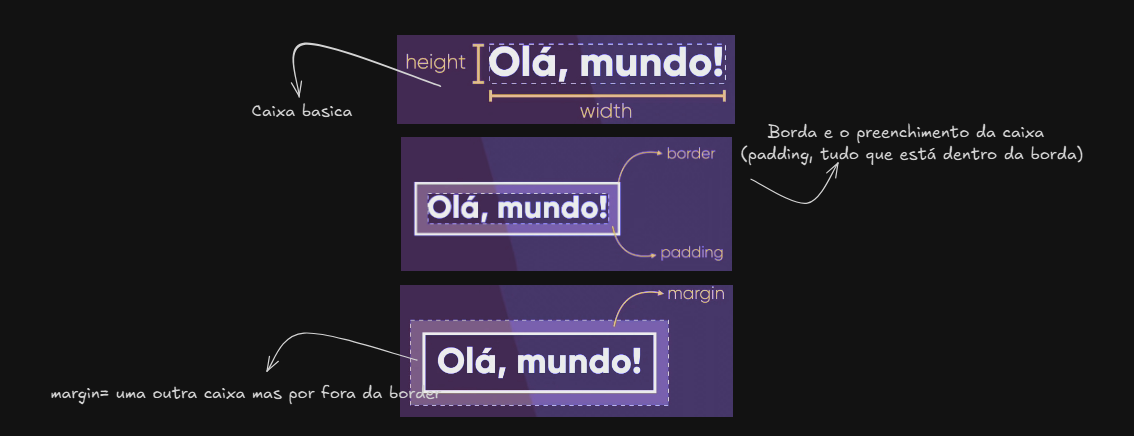 height
Olá, mundo!
width
Caixa basica
Borda e o preenchimento da caixa
(padding, tudo que está dentro da borda)
border
Olá, mundo!
padding
margin
Olá, mundo!
margin= uma outra caixa mas por fora da border